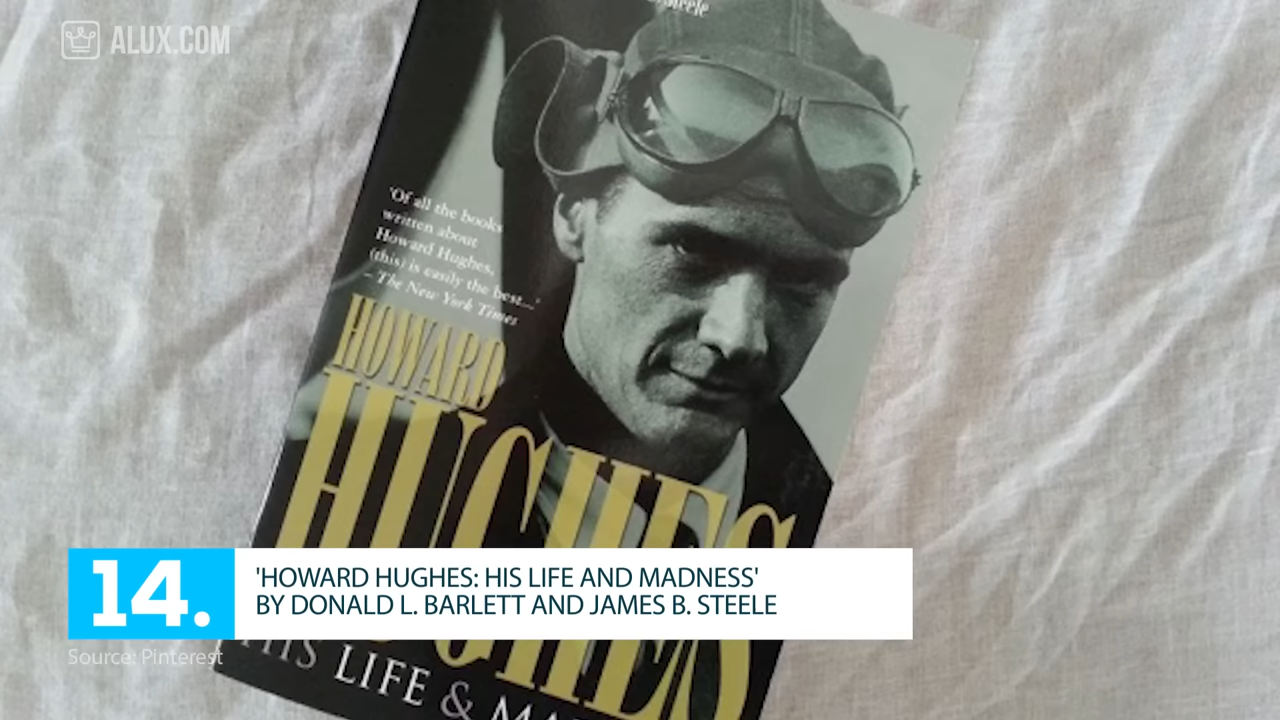 ALUX.COM
Steele
'Of all the books
written about
Howard Hughes,
(this) is easily the best...'
– The New York Times
HOWARD
HUGHES
14.
'HOWARD HUGHES: HIS LIFE AND MADNESS'
BY DONALD L. BARLETT AND JAMES B. STEELE
Source: Pinterest
HIS LIFE &